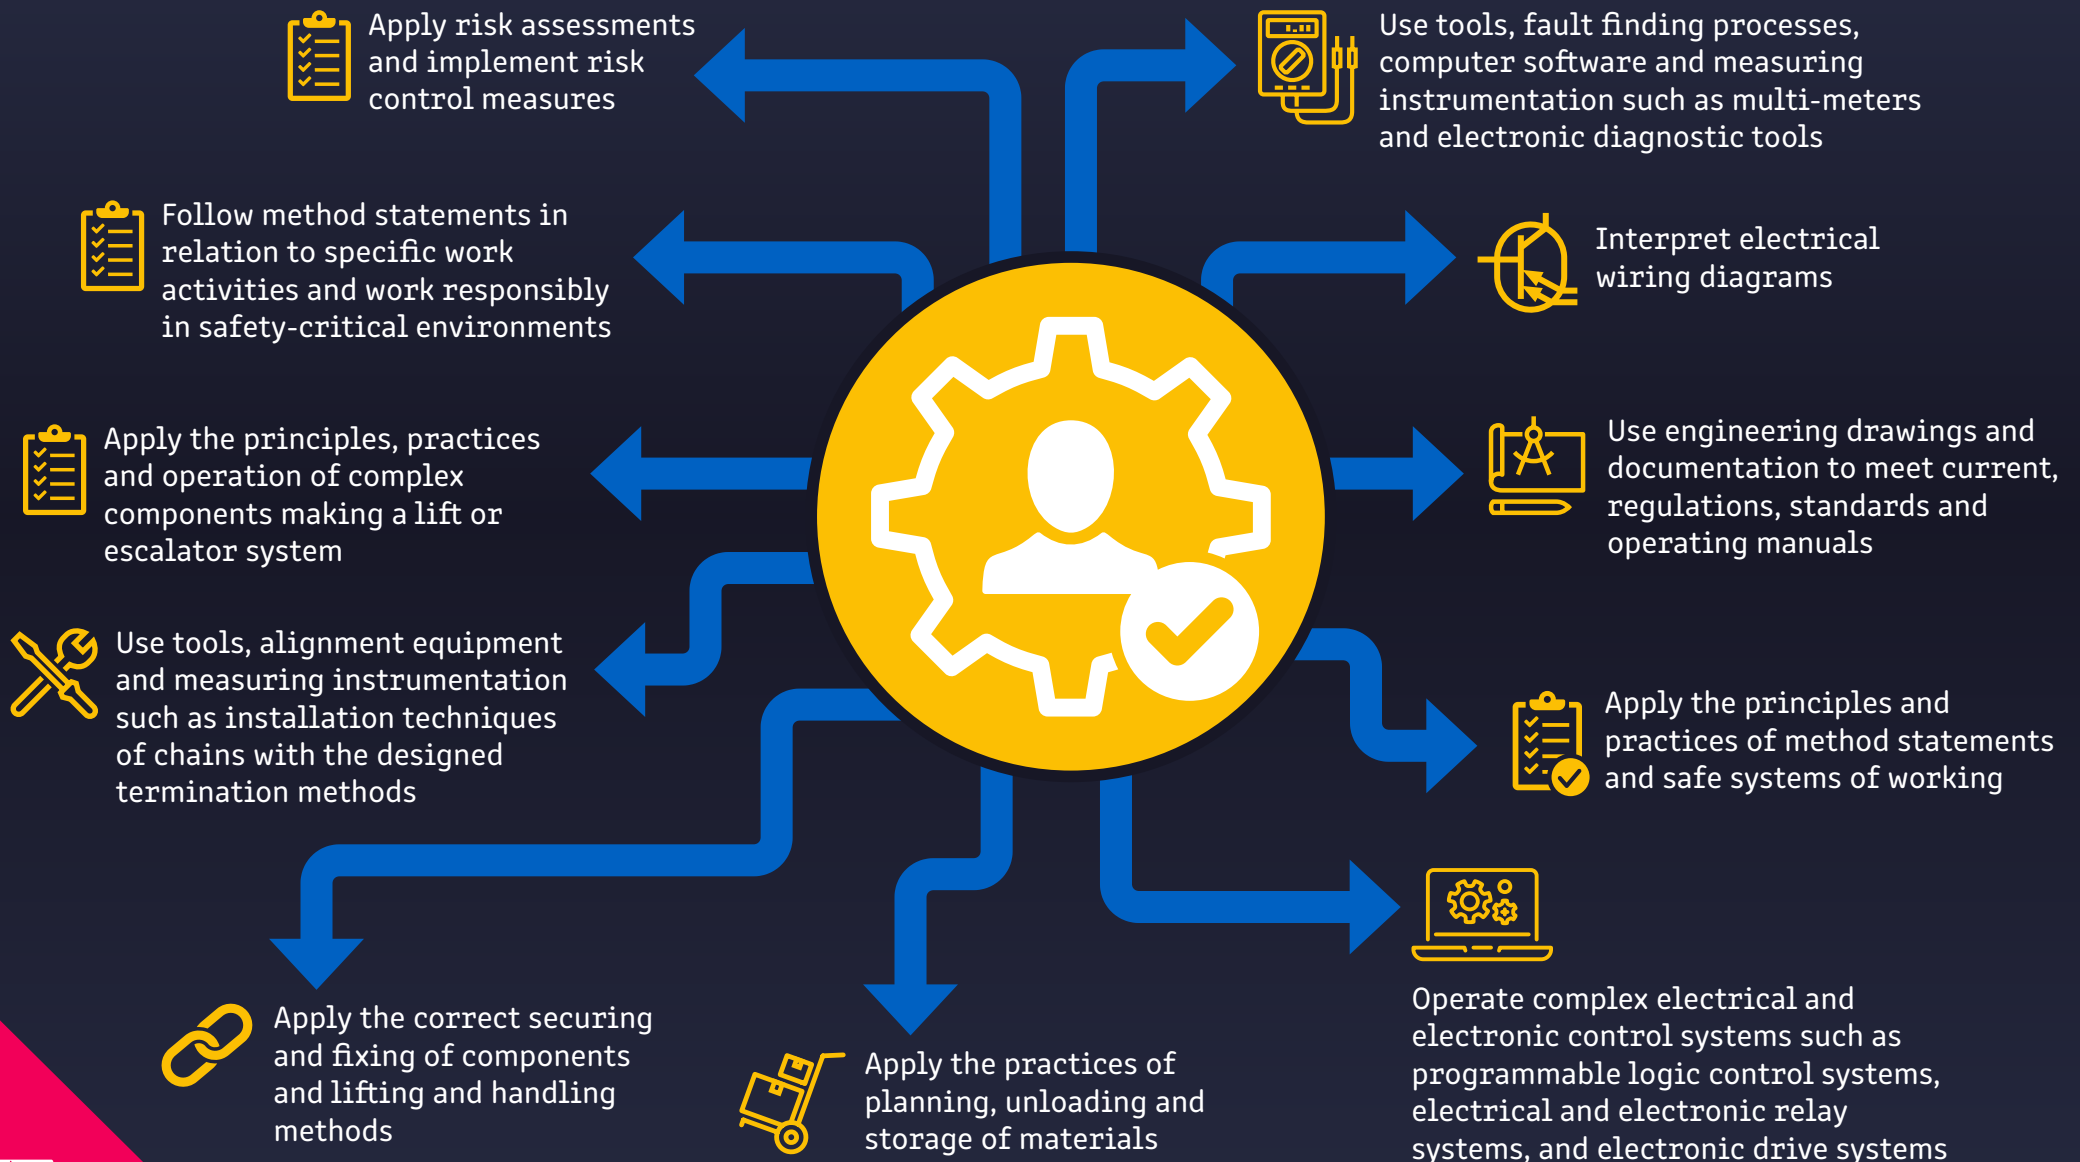 Apply risk assessments
and implement risk
control measures
Use tools, fault finding processes,
computer software and measuring
instrumentation such as multi-meters
and electronic diagnostic tools
Follow method statements in
relation to specific work
activities and work responsibly
in safety-critical environments
Interpret electrical
wiring diagrams
Apply the principles, practices
and operation of complex
components making a lift or
escalator system
Use engineering drawings and
documentation to meet current,
regulations, standards and
operating manuals
Use tools, alignment equipment
and measuring instrumentation
such as installation techniques
of chains with the designed
termination methods
Apply the principles and
practices of method statements
and safe systems of working
Apply the correct securing
and fixing of components
and lifting and handling
methods
Apply the practices of
planning, unloading and
storage of materials
Operate complex electrical and
electronic control systems such as
programmable logic control systems,
electrical and electronic relay
systems, and electronic drive systems